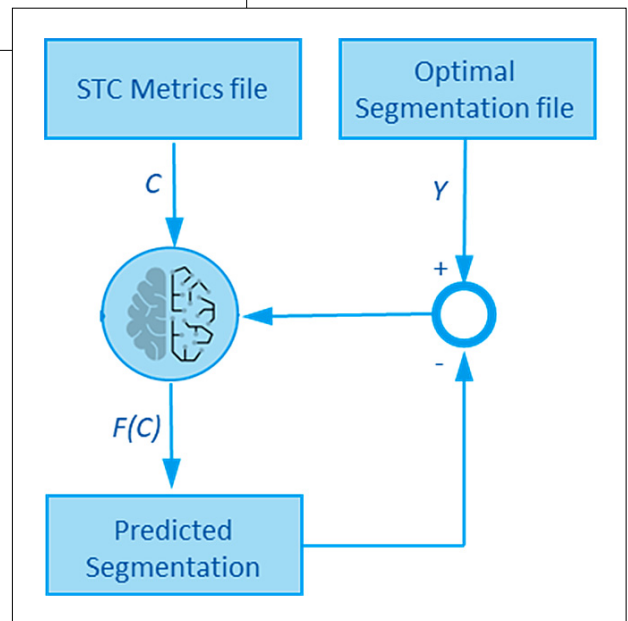 STC Metrics file
Optimal
Segmentation file
C
Y
+
-
F(C)
Predicted
Segmentation